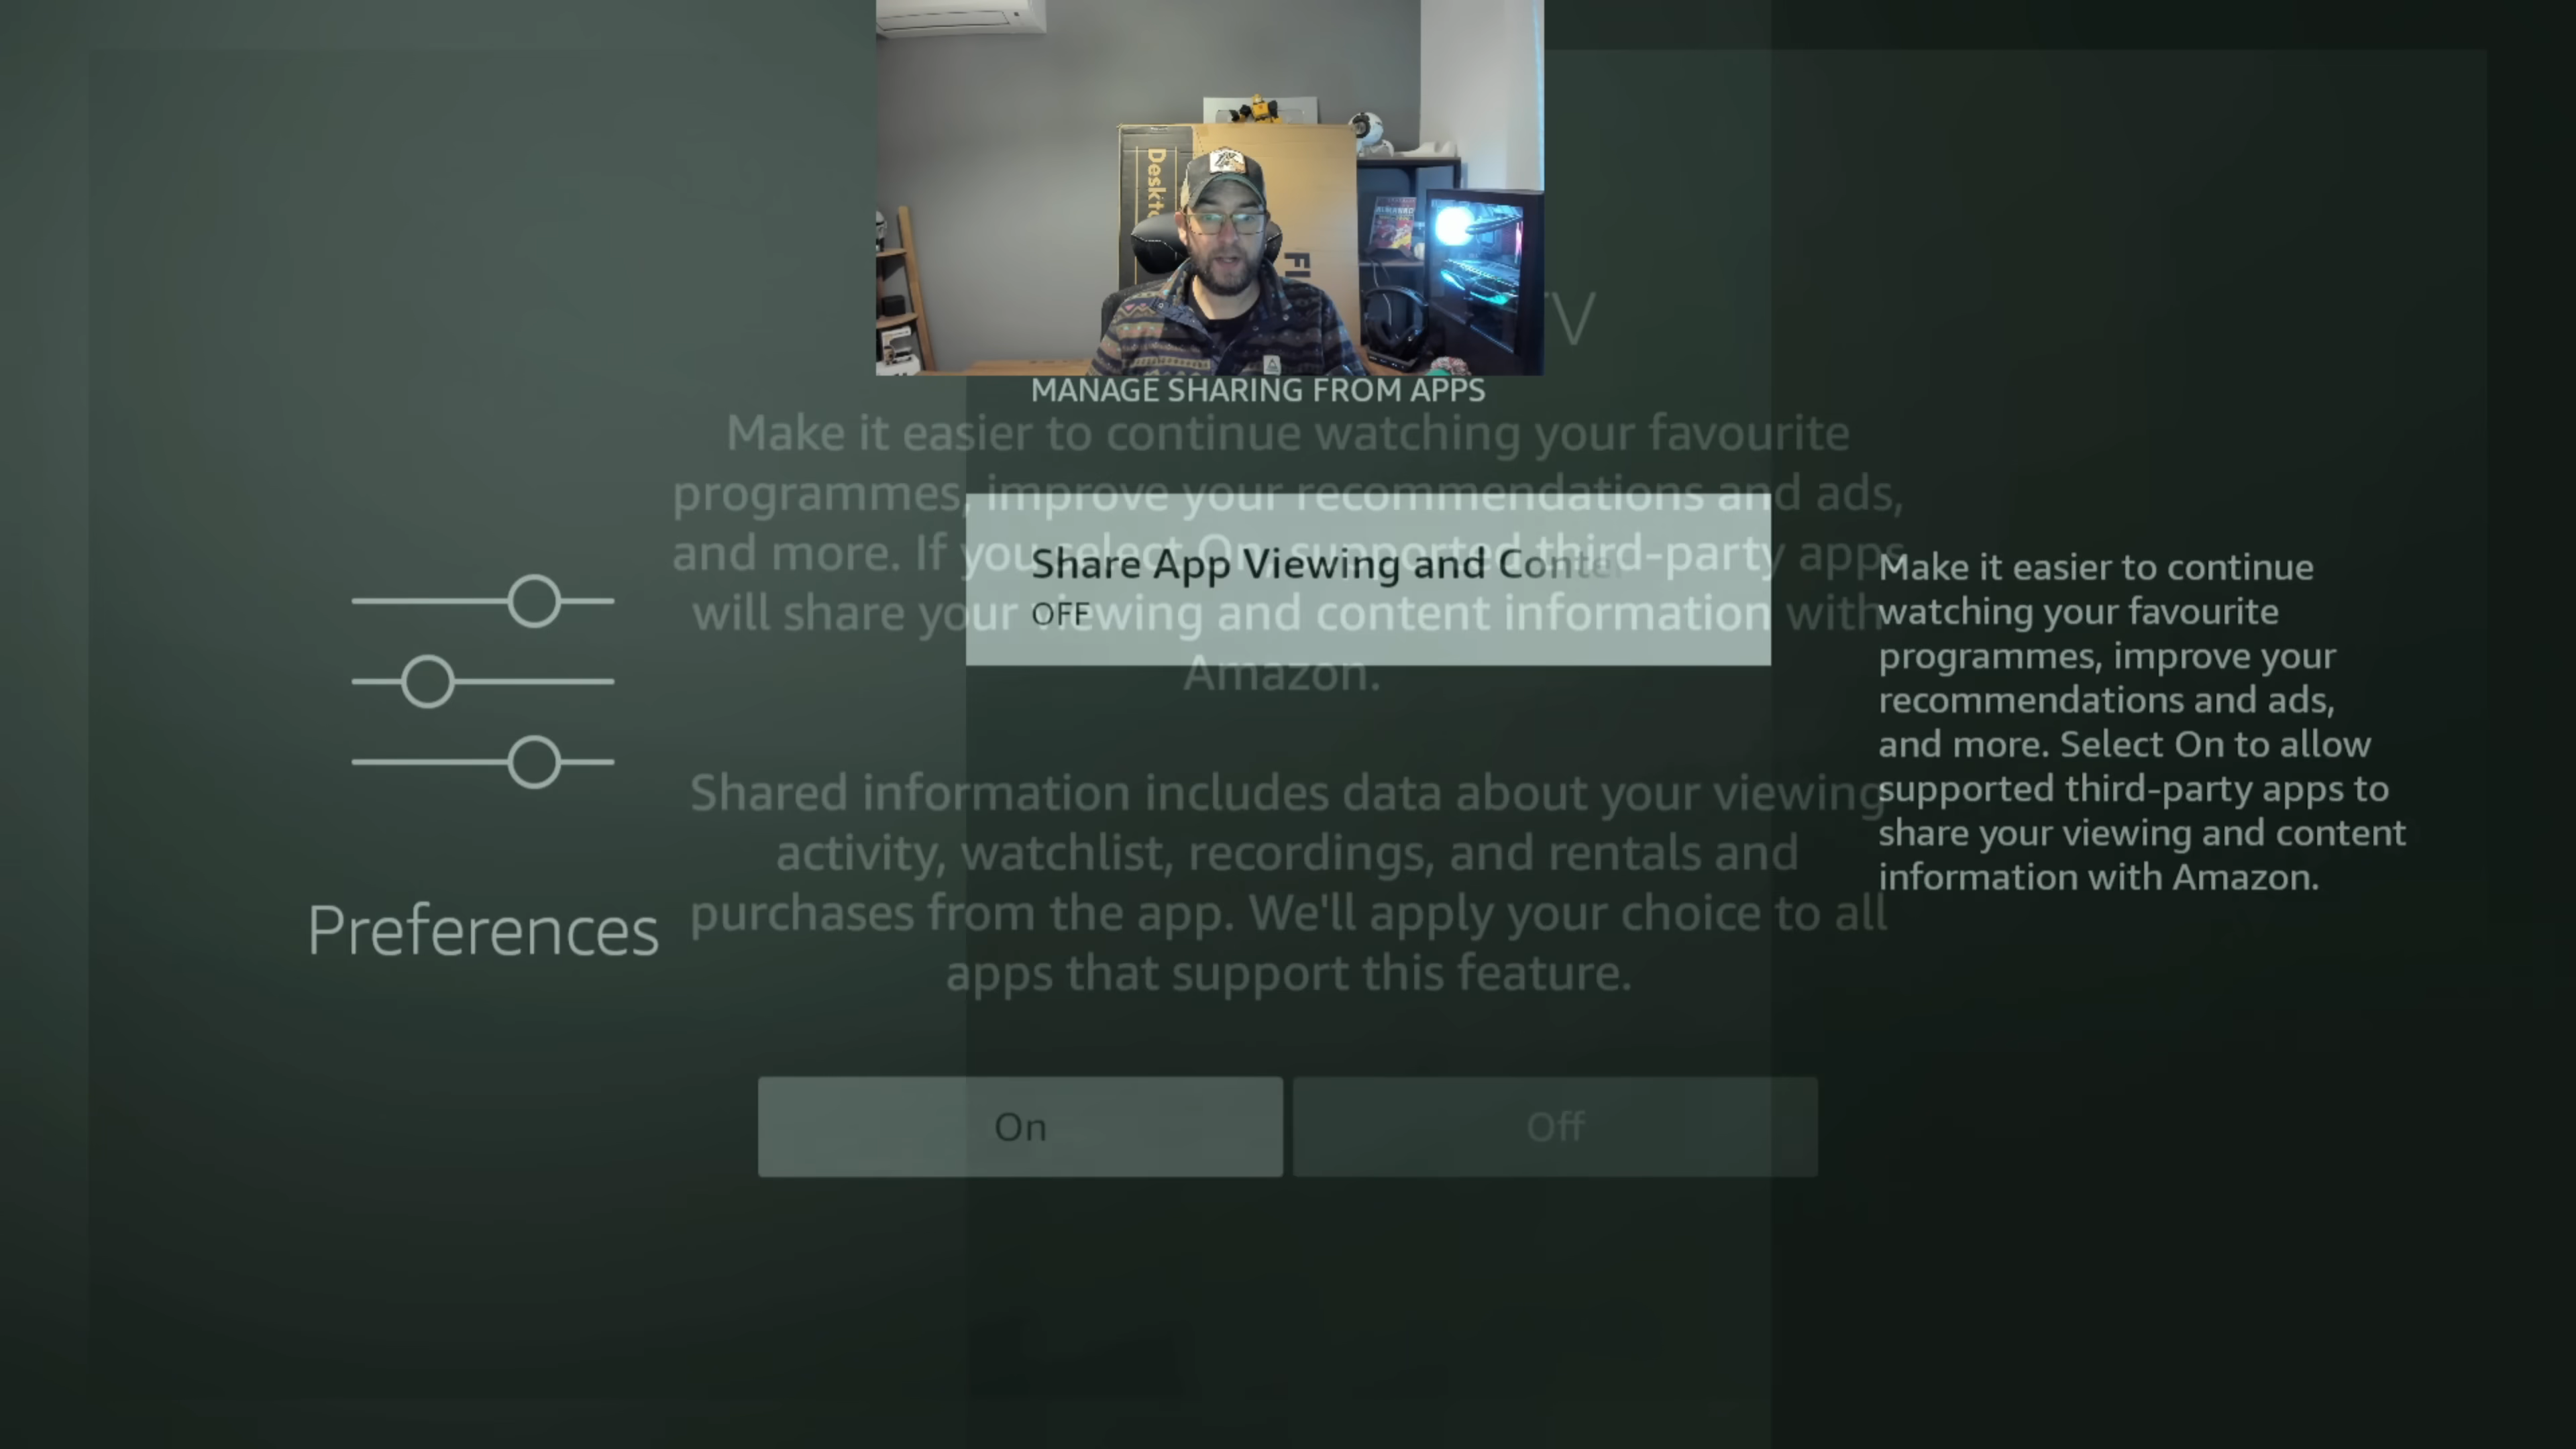 MANAGE SHARING FROM APPS
Make it easier to continue watching your favourite
programmes, improve your recommendations and ads,
and more. If you select On, supported third-party apps
will share your viewing and content information with
Amazon.
Shared information includes data about your viewing
activity, watchlist, recordings, and rentals and
purchases from the app. We'll apply your choice to all
apps that support this feature.
On
Off
Share App Viewing and Conte
OFF
Preferences
Make it easier to continue
watching your favourite
programmes, improve your
recommendations and ads,
and more. Select On to allow
supported third-party apps to
share your viewing and content
information with Amazon.